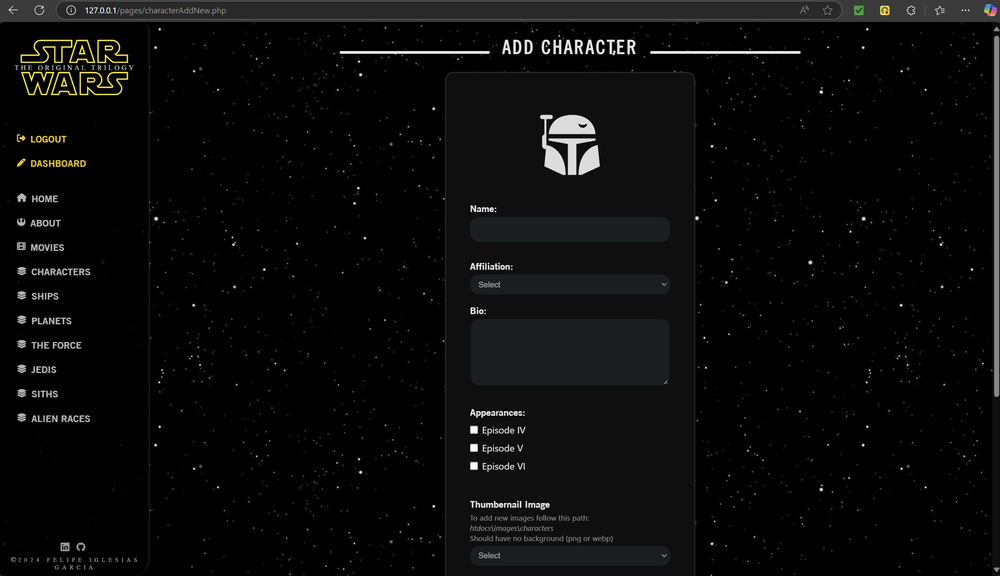 127.0.0.1/pages/characterAddNew.php
STAR
THE ORIGINAL TRILOGY
WARS
LOGOUT
DASHBOARD
HOME
ABOUT
MOVIES
CHARACTERS
SHIPS
PLANETS
THE FORCE
JEDIS
SITHS
ALIEN RACES
©2024 FELIPE IGLESIAS
GARCIA
ADD CHARACTER
Name:
Affiliation:
Select
Bio:
Appearances:
Episode IV
Episode V
Episode VI
Thumbernail Image
To add new images follow this path:
htdocs\images\characters
Should have no background (png or webp)
Select